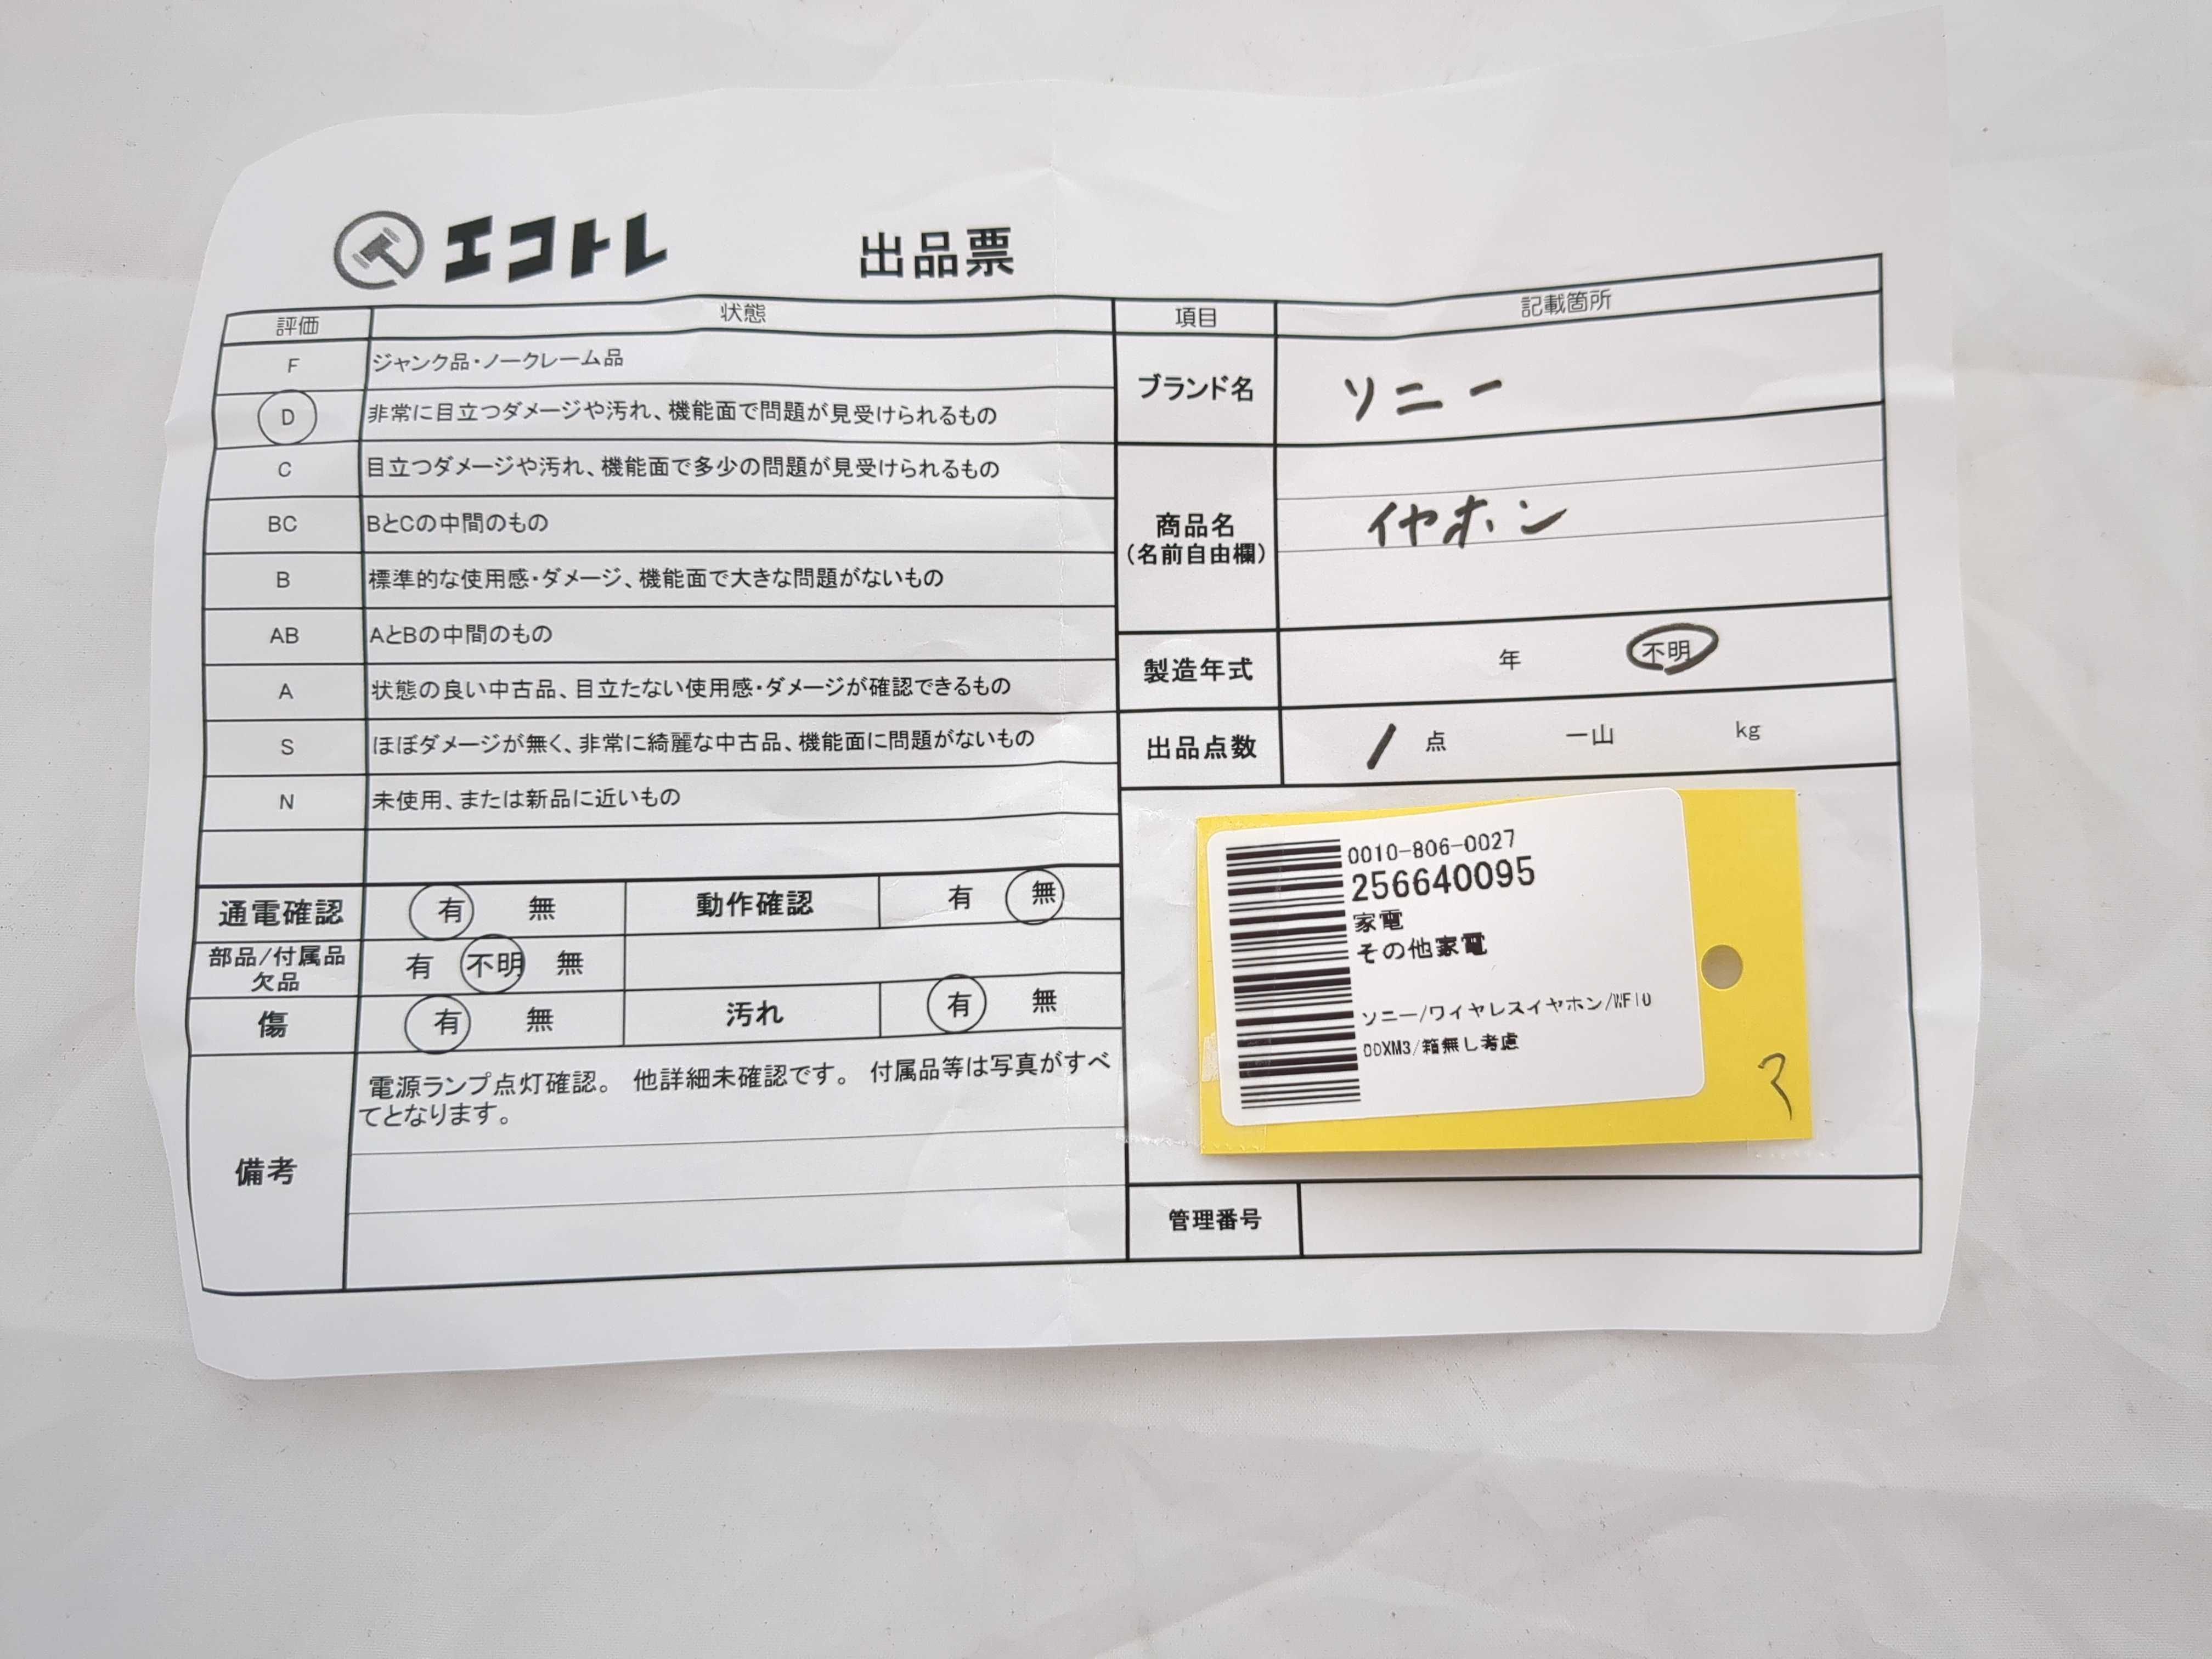 エコトレ 出品票
評価 状態
F ジャンク品・ノークレーム品
D 非常に目立つダメージや汚れ、機能面で問題が見受けられるもの
C 目立つダメージや汚れ、機能面で多少の問題が見受けられるもの
BC BとCの中間のもの
B 標準的な使用感・ダメージ、機能面で大きな問題がないもの
AB AとBの中間のもの
A 状態の良い中古品、目立たない使用感・ダメージが確認できるもの
S ほぼダメージが無く、非常に綺麗な中古品、機能面に問題がないもの
N 未使用、または新品に近いもの
通電確認 有 無 動作確認 有 無
部品/付属品
欠品 有 不明 無
傷 有 無 汚れ 有 無
備考 電源ランプ点灯確認。 他詳細未確認です。 付属品等は写真がすべ
てとなります。
項目 記載箇所
ブランド名 ソニー
商品名
(名前自由欄) イヤホン
製造年式 年 不明
出品点数 1 点 一山 kg
0010-806-0027
256640095
家電
その他家電
ソニー/ワイヤレスイヤホン/WF10
00XM3/箱無し考慮
管理番号